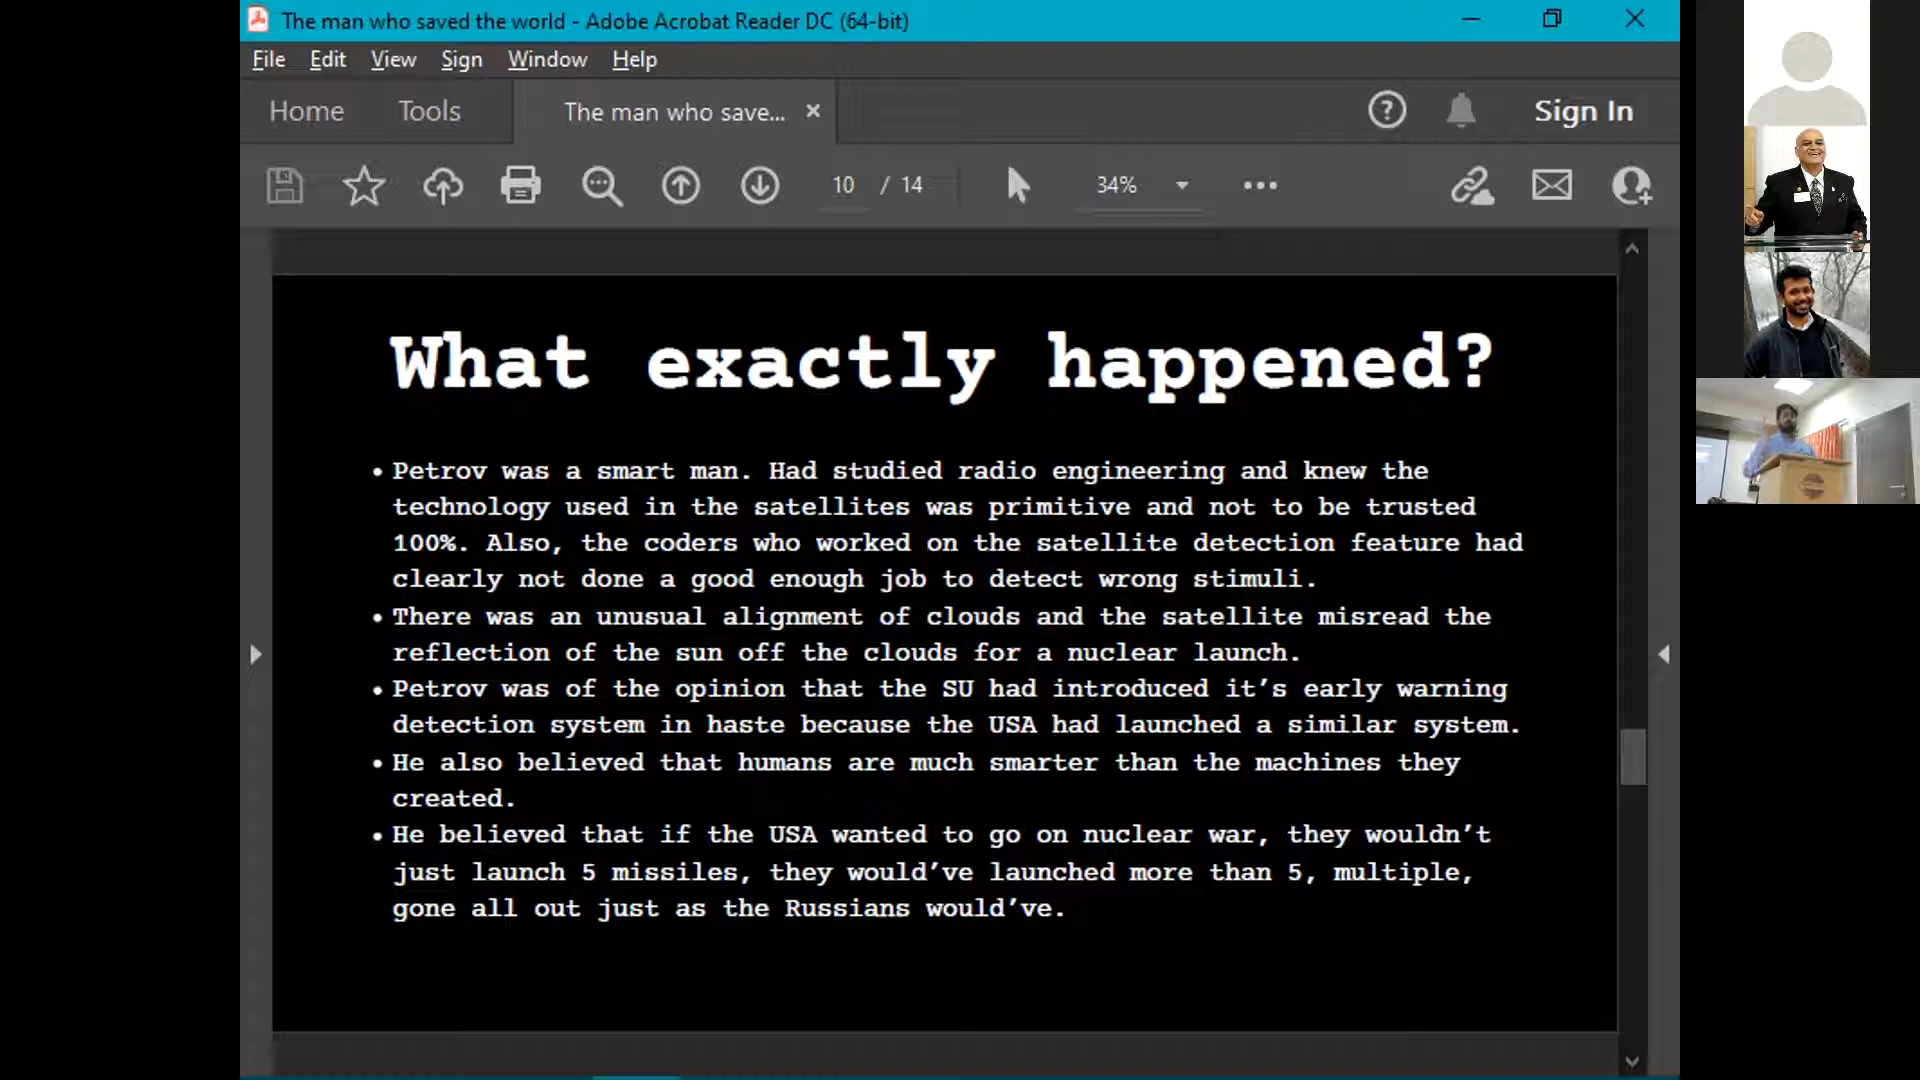 The man who saved the world - Adobe Acrobat Reader DC (64-bit)
File Edit View Sign Window Help
Home Tools The man who save... Sign In
10 / 14 34%
What exactly happened?
• Petrov was a smart man. Had studied radio engineering and knew the
technology used in the satellites was primitive and not to be trusted
100%. Also, the coders who worked on the satellite detection feature had
clearly not done a good enough job to detect wrong stimuli.
• There was an unusual alignment of clouds and the satellite misread the
reflection of the sun off the clouds for a nuclear launch.
• Petrov was of the opinion that the SU had introduced it’s early warning
detection system in haste because the USA had launched a similar system.
• He also believed that humans are much smarter than the machines they
created.
• He believed that if the USA wanted to go on nuclear war, they wouldn’t
just launch 5 missiles, they would’ve launched more than 5, multiple,
gone all out just as the Russians would’ve.